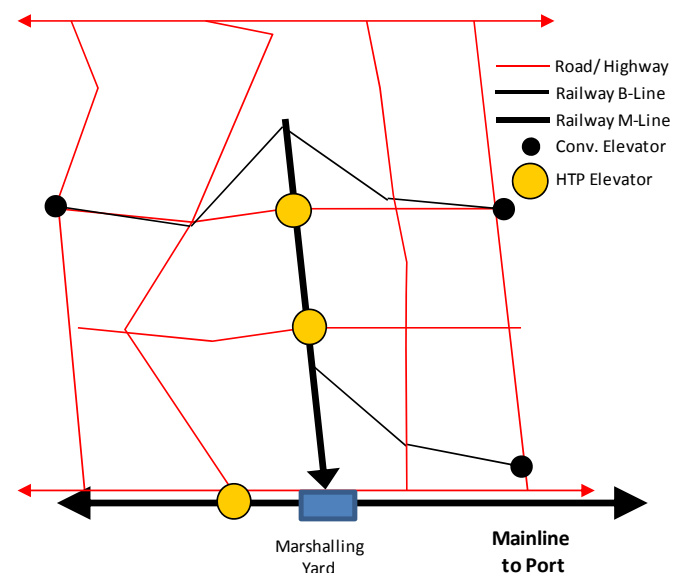 Road/ Highway
Railway B-Line
Railway M-Line
Conv. Elevator
HTP Elevator
Marshalling
Yard
Mainline
to Port